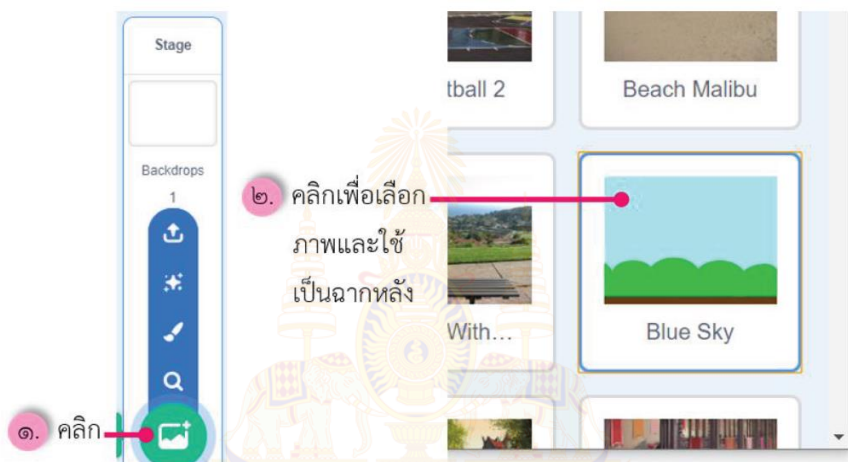 Stage
Backdrops
1
๑. คลิก
๒. คลิกเพื่อเลือก
ภาพและใช้
เป็นฉากหลัง
tball 2
Beach Malibu
With...
Blue Sky